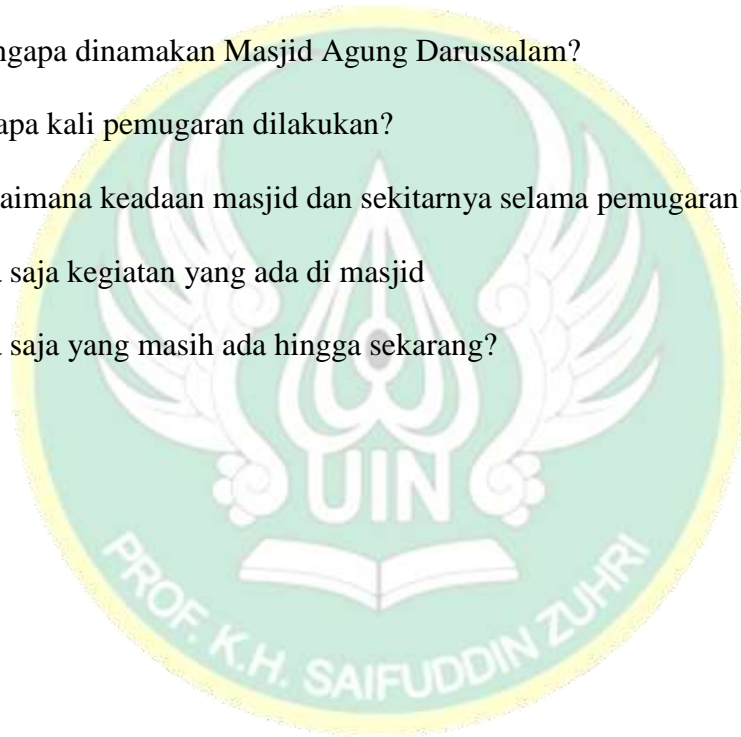 ngapa dinamakan Masjid Agung Darussalam?
apa kali pemugaran dilakukan?
aimana keadaan masjid dan sekitarnya selama pemugaran?
saja kegiatan yang ada di masjid
saja yang masih ada hingga sekarang?
UIN
PROF. K.H. SAIFUDDIN ZUHRI